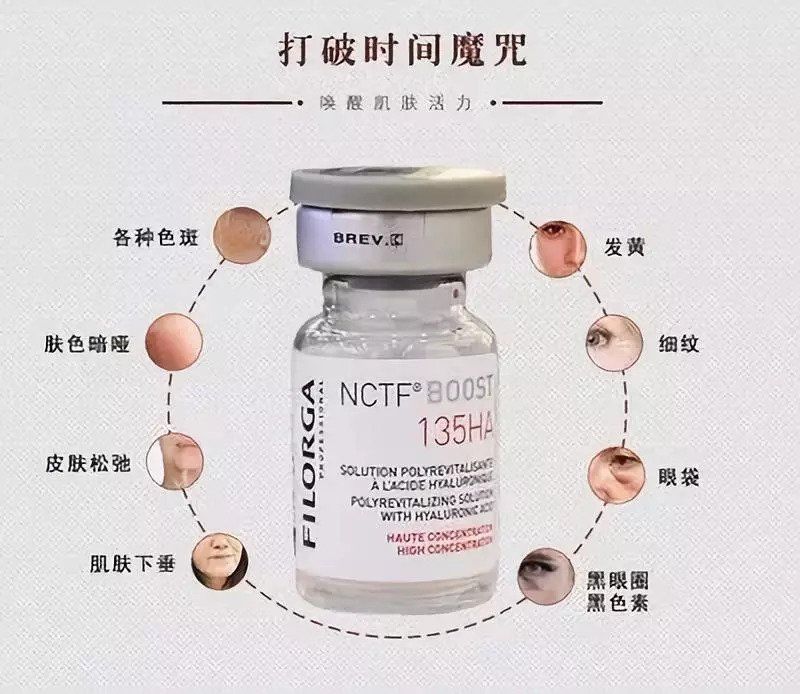 打破时间魔咒
唤醒肌肤活力
各种色斑
肤色暗哑
皮肤松弛
肌肤下垂
BREV.
FILORGA
PROFESSIONAL
NCTF® BOOST
135HA
SOLUTION POLYREVITALISANTE
À L'ACIDE HYALURONIQUE
POLYREVITALIZING SOLUTION
WITH HYALURONIC ACID
HAUTE CONCENTRATION
HIGH CONCENTRATION
发黄
细纹
眼袋
黑眼圈
黑色素